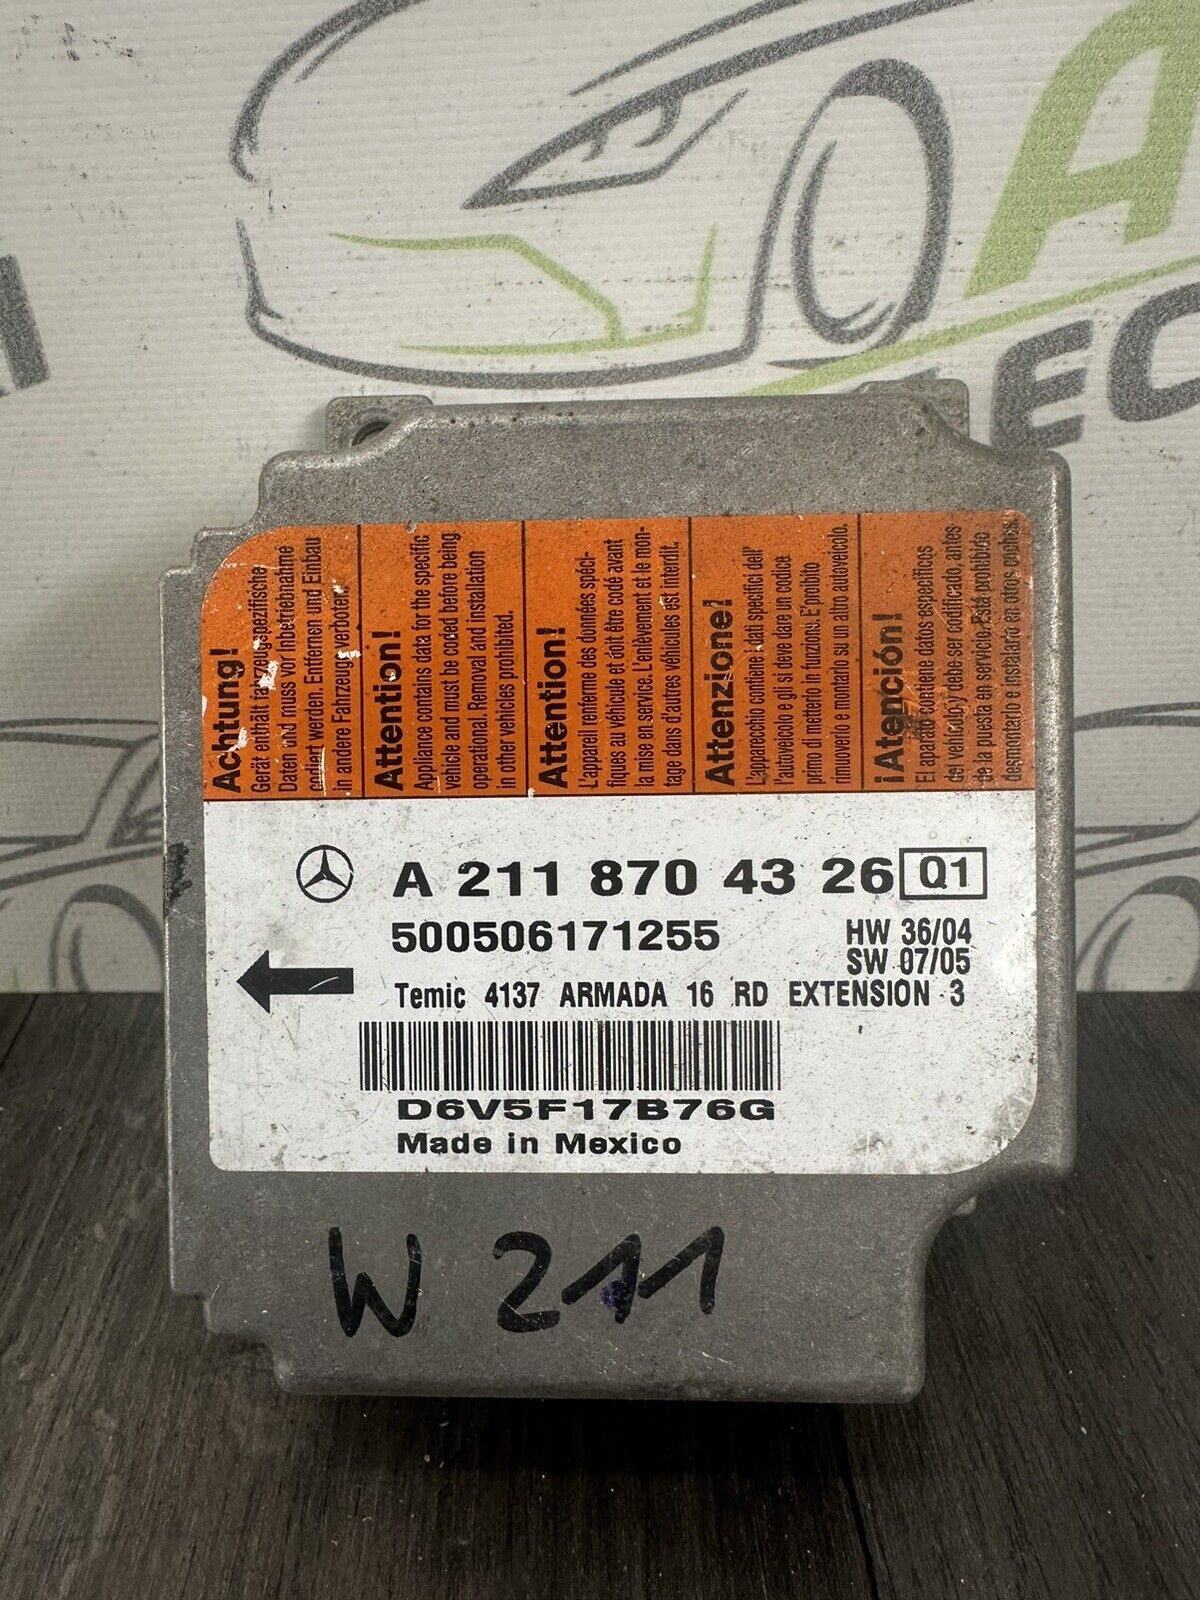 A
EC
Achtung!
Gerät enthält fahrzeugspezifische
Daten und muss vor Inbetriebnahme
codiert werden. Entfernen und Einbau
in andere Fahrzeuge verboten!
Attention!
Appliance contains data for the specific
vehicle and must be coded before being
operational. Removal and installation
in other vehicles prohibited.
Attention!
L'appareil renferme des données spéci-
fiques au véhicule et doit être codé avant
la mise en service. L'enlèvement et le mon-
tage dans d'autres véhicules est interdit.
Attenzione!
L'apparecchio contiene i dati specifici dell'
l'autoveicolo e gli si deve dare un codice
primo di metterlo in funzione. E'proibito
rimuoverlo e montarlo su un altro autoveicolo.
¡Atención!
El aparato contiene datos específicos
de vehículo y debe ser codificado, antes
de la puesta en servicio. Está prohibido
desmontarlo e instalarlo en otros coches.
A 211 870 43 26 Q1
500506171255 HW 36/04
SW 07/05
Temic 4137 ARMADA 16 RD EXTENSION 3
D6V5F17B76G
Made in Mexico
W 211